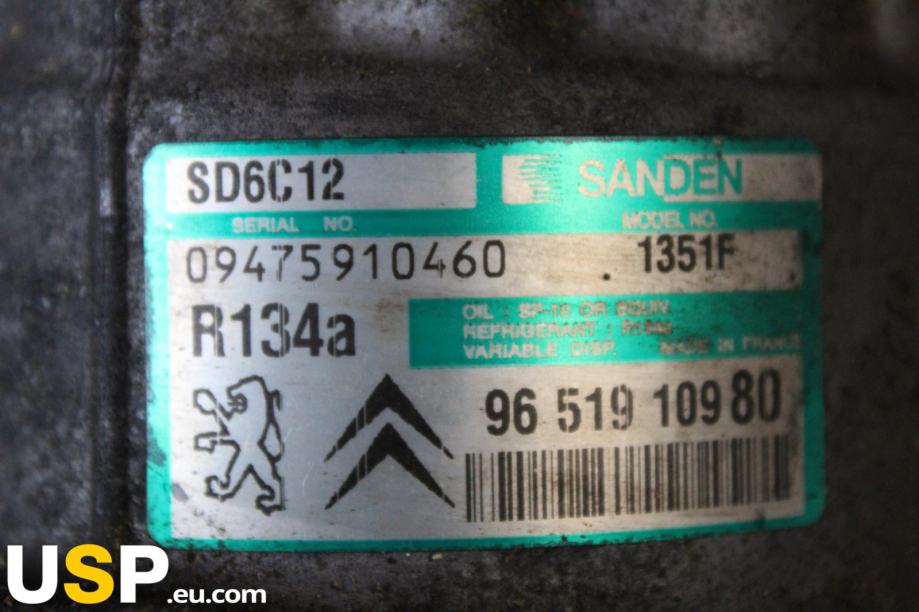 SD6C12 SANDEN
SERIAL NO. MODEL NO.
09475910460 1351F
R134a
OIL : SP-10 OR EQUIV.
REFRIGERANT : R134a
VARIABLE DISP. MADE IN FRANCE
96 519 109 80
USP.eu.com